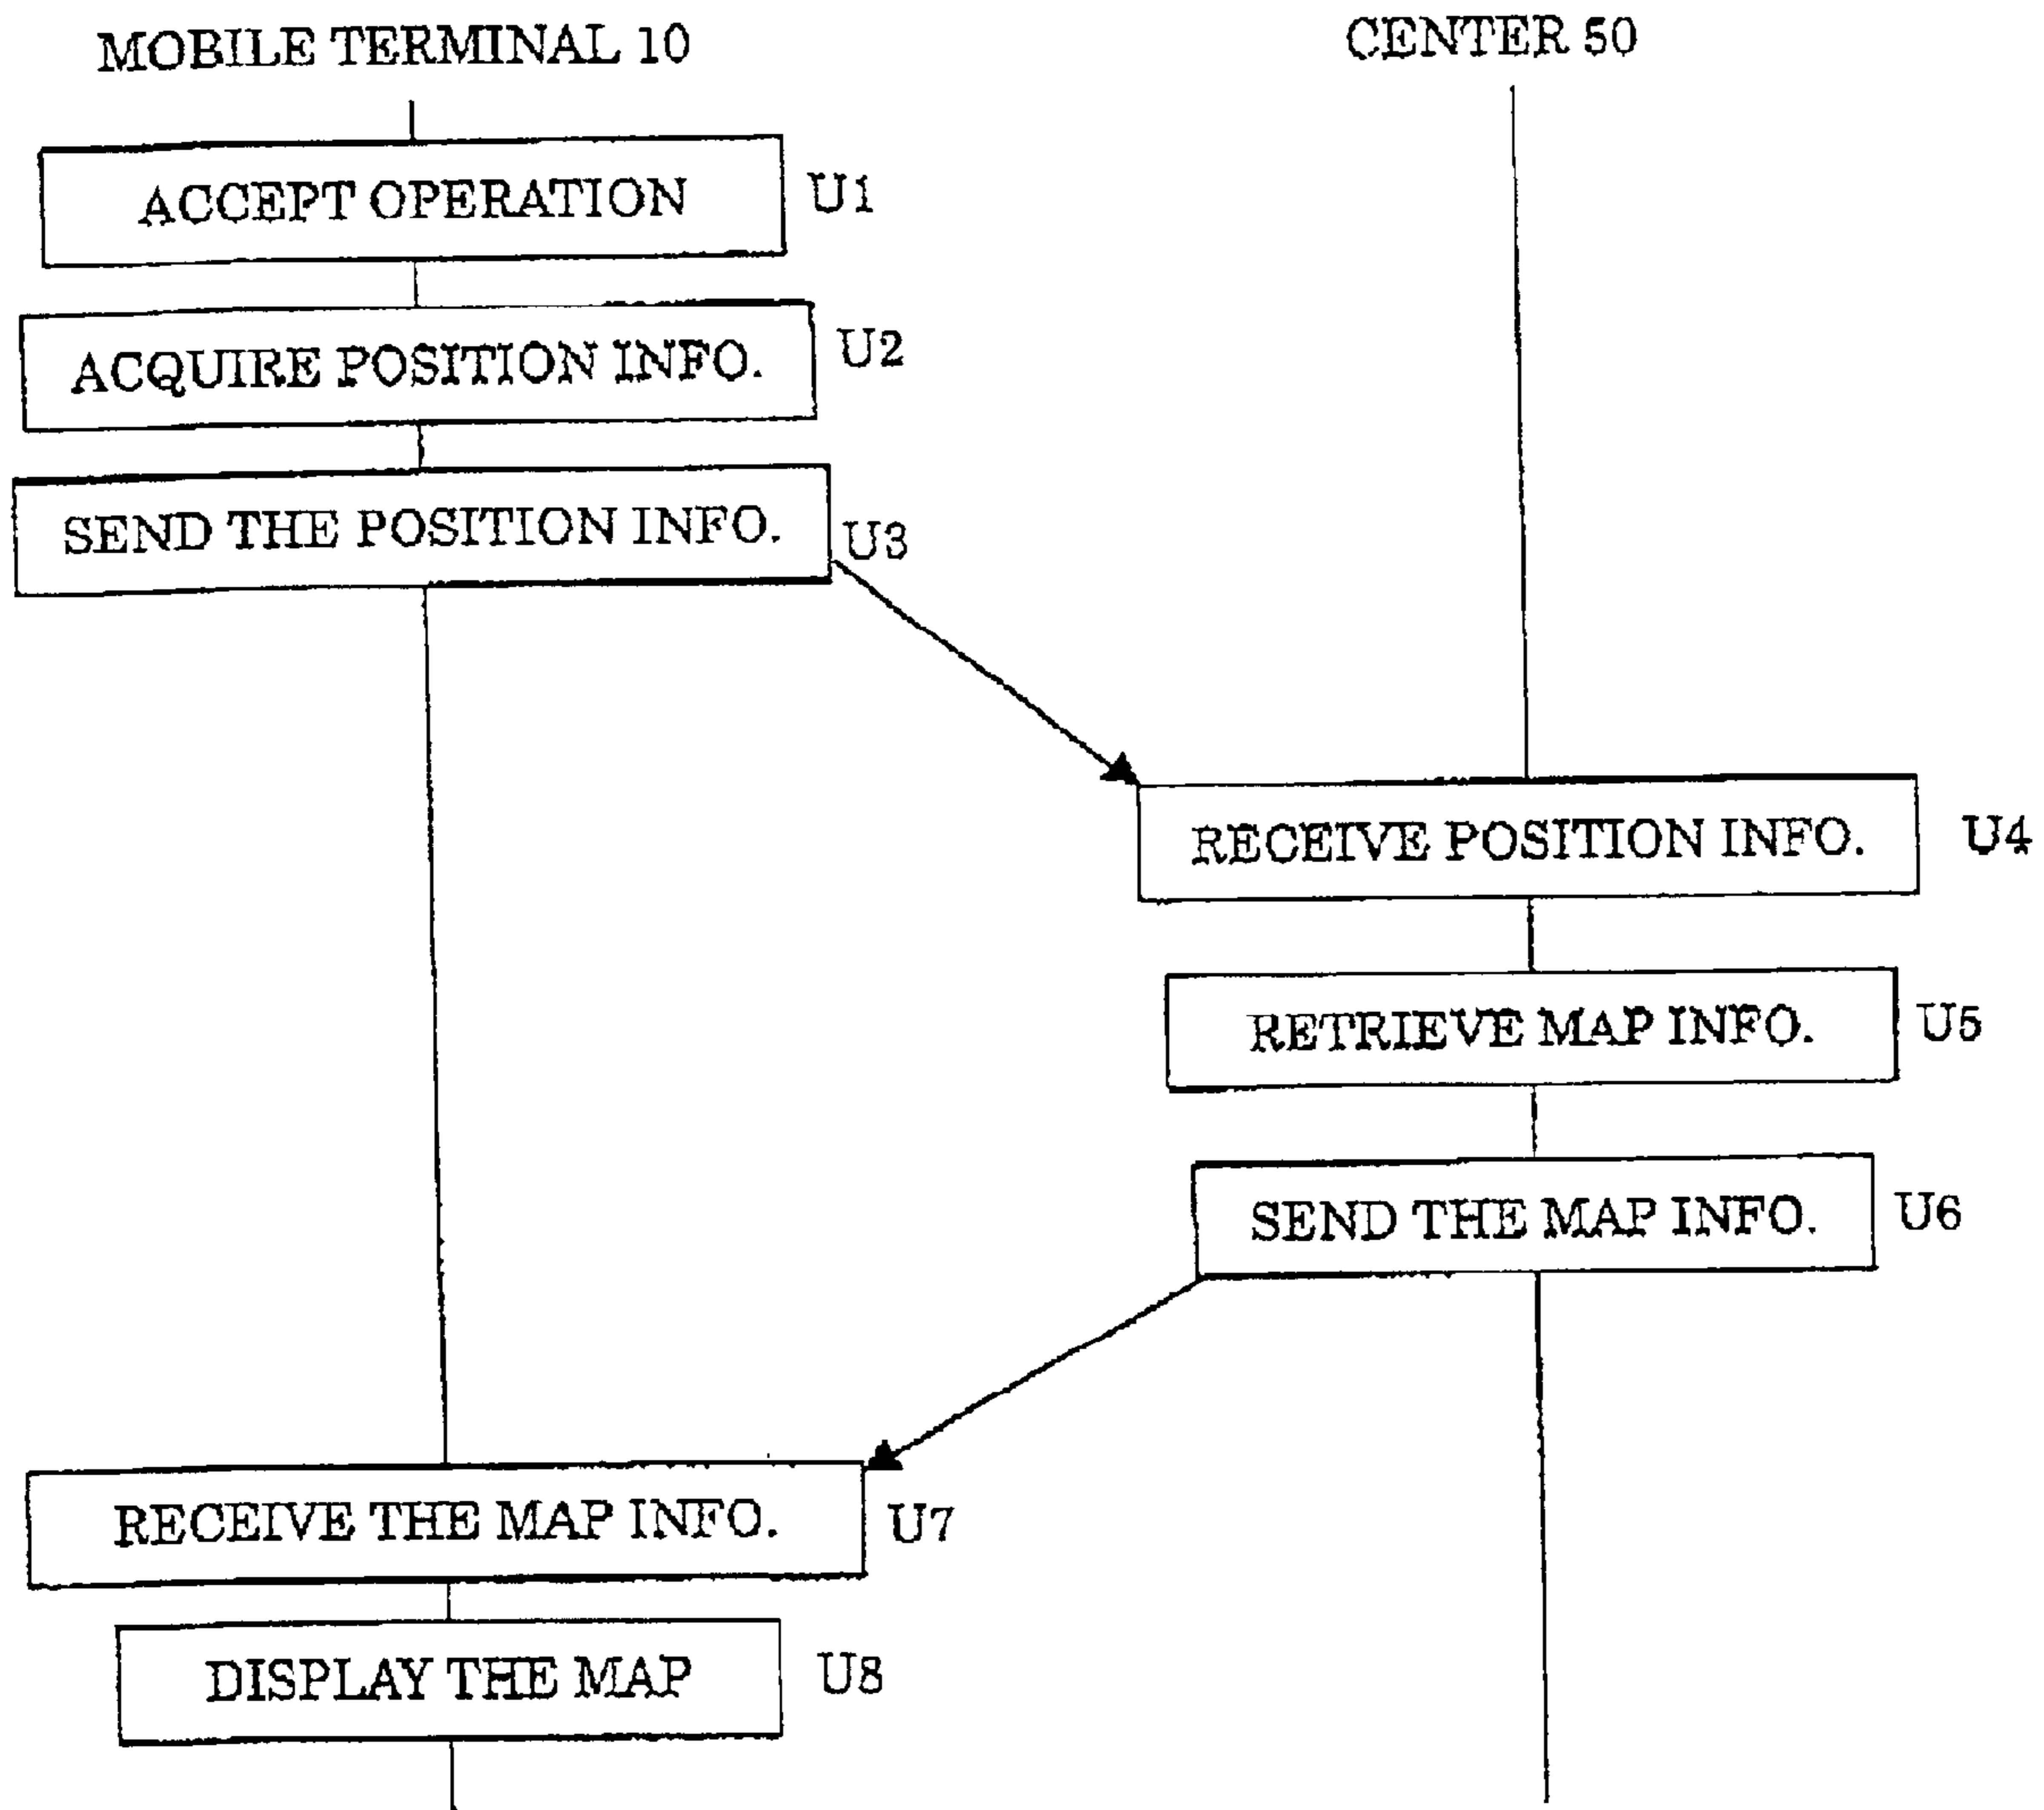 MOBILE TERMINAL 10
CENTER 50
ACCEPT OPERATION U1
ACQUIRE POSITION INFO. U2
SEND THE POSITION INFO. U3
RECEIVE POSITION INFO. U4
RETRIEVE MAP INFO. U5
SEND THE MAP INFO. U6
RECEIVE THE MAP INFO. U7
DISPLAY THE MAP U8